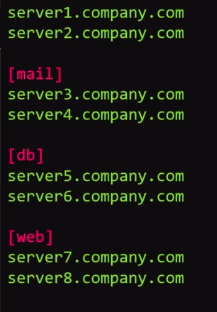 server1.company.com
server2.company.com
[mail]
server3.company.com
server4.company.com
[db]
server5.company.com
server6.company.com
[web]
server7.company.com
server8.company.com